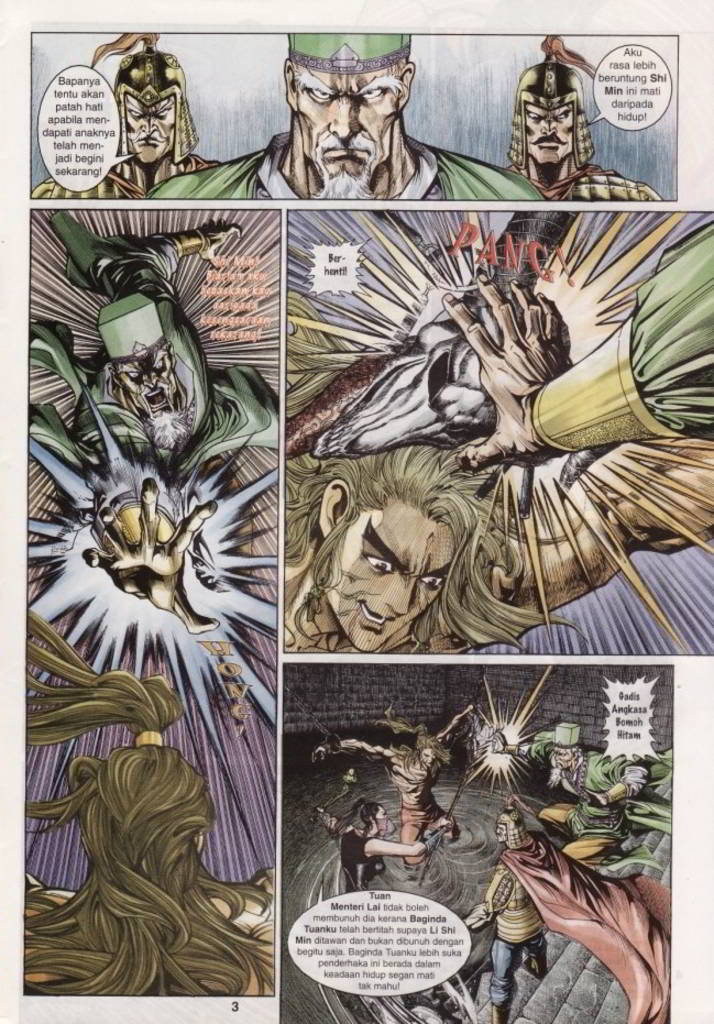 Bapanya
tentu akan
patah hati
apabila men-
dapati anaknya
telah men-
jadi begini
sekarang!
Aku
rasa lebih
beruntung Shi
Min ini mati
daripada
hidup!
aku
sekarang!
HONG!
Ber-
henti!
PANG!
Gadis
Angkasa
Bomoh
Hitam
Tuan
Menteri Lai tidak boleh
membunuh dia kerana Baginda
Tuanku telah bertitah supaya Li Shi
Min ditawan dan bukan dibunuh dengan
begitu saja. Baginda Tuanku lebih suka
penderhaka ini berada dalam
keadaan hidup segan mati
tak mahu!
3